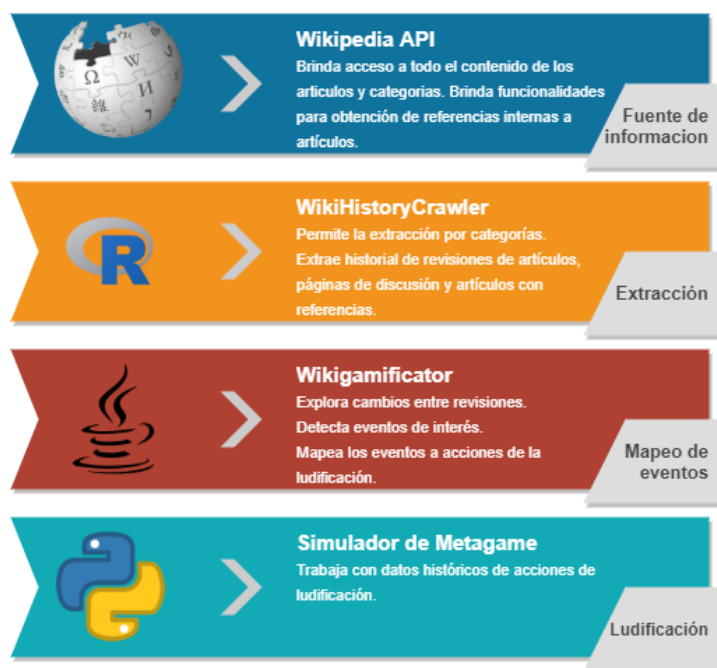 Wikipedia API
Brinda acceso a todo el contenido de los
articulos y categorias. Brinda funcionalidades
para obtención de referencias internas a
artículos.
Fuente de
informacion
Ω
W
И
維
WikiHistoryCrawler
Permite la extracción por categorías.
Extrae historial de revisiones de artículos,
páginas de discusión y artículos con
referencias.
Extracción
R
Wikigamificator
Explora cambios entre revisiones.
Detecta eventos de interés.
Mapea los eventos a acciones de la
ludificación.
Mapeo de
eventos
Simulador de Metagame
Trabaja con datos históricos de acciones de
ludificación.
Ludificación